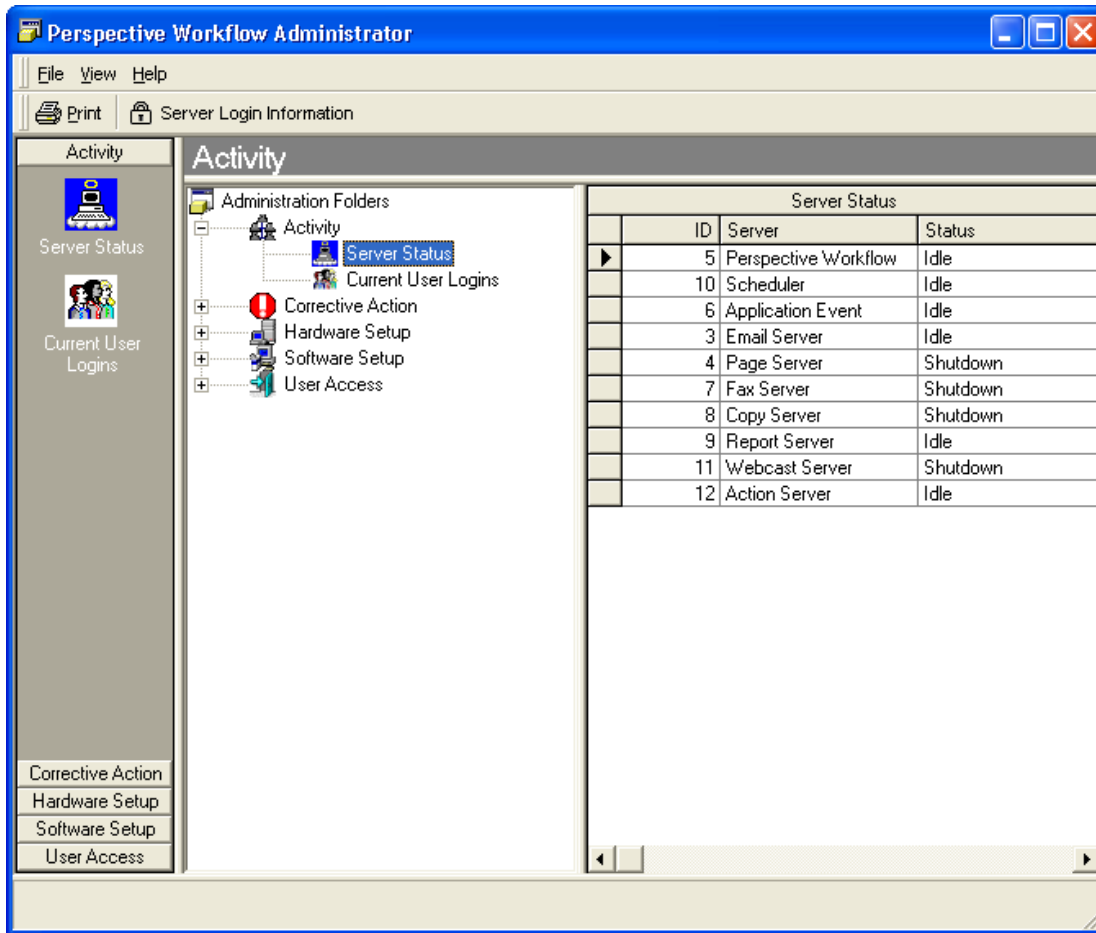 Perspective Workflow Administrator
File View Help
Print Server Login Information
Activity
Server Status
Current User
Logins
Corrective Action
Hardware Setup
Software Setup
User Access
Activity
Administration Folders
Activity
Server Status
Current User Logins
Corrective Action
Hardware Setup
Software Setup
User Access
Server Status
ID Server Status
5 Perspective Workflow Idle
10 Scheduler Idle
6 Application Event Idle
3 Email Server Idle
4 Page Server Shutdown
7 Fax Server Shutdown
8 Copy Server Shutdown
9 Report Server Idle
11 Webcast Server Shutdown
12 Action Server Idle